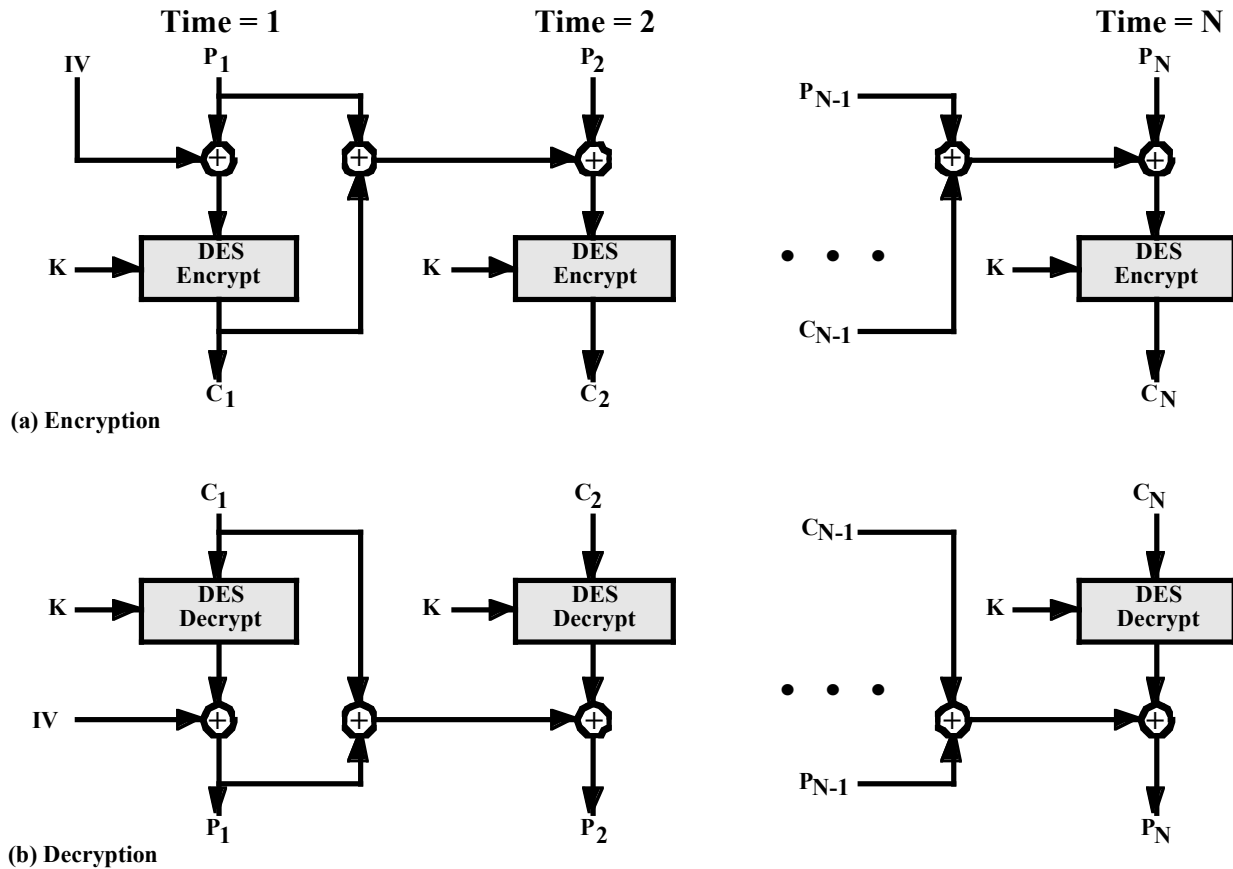 Time = 1 Time = 2 Time = N
IV P1 P2 PN
PN-1
+ + + + +
DES Encrypt DES Encrypt DES Encrypt
K K K
CN-1
C1 C2 CN
(a) Encryption
C1 C2 CN
CN-1
DES Decrypt DES Decrypt DES Decrypt
K K K
IV + + + + +
PN-1
P1 P2 PN
(b) Decryption